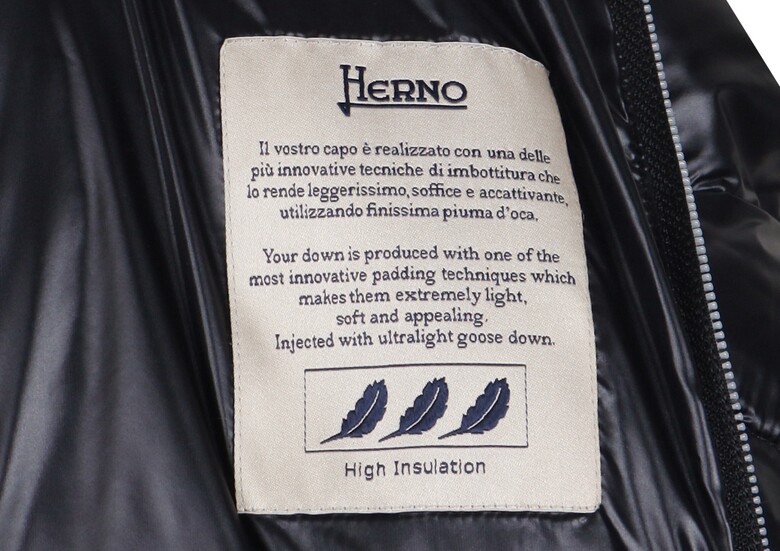 HERNO
Il vostro capo è realizzato con una delle
più innovative tecniche di imbottitura che
lo rende leggerissimo, soffice e accattivante,
utilizzando finissima piuma d'oca.
Your down is produced with one of the
most innovative padding techniques which
makes them extremely light,
soft and appealing.
Injected with ultralight goose down.
High Insulation